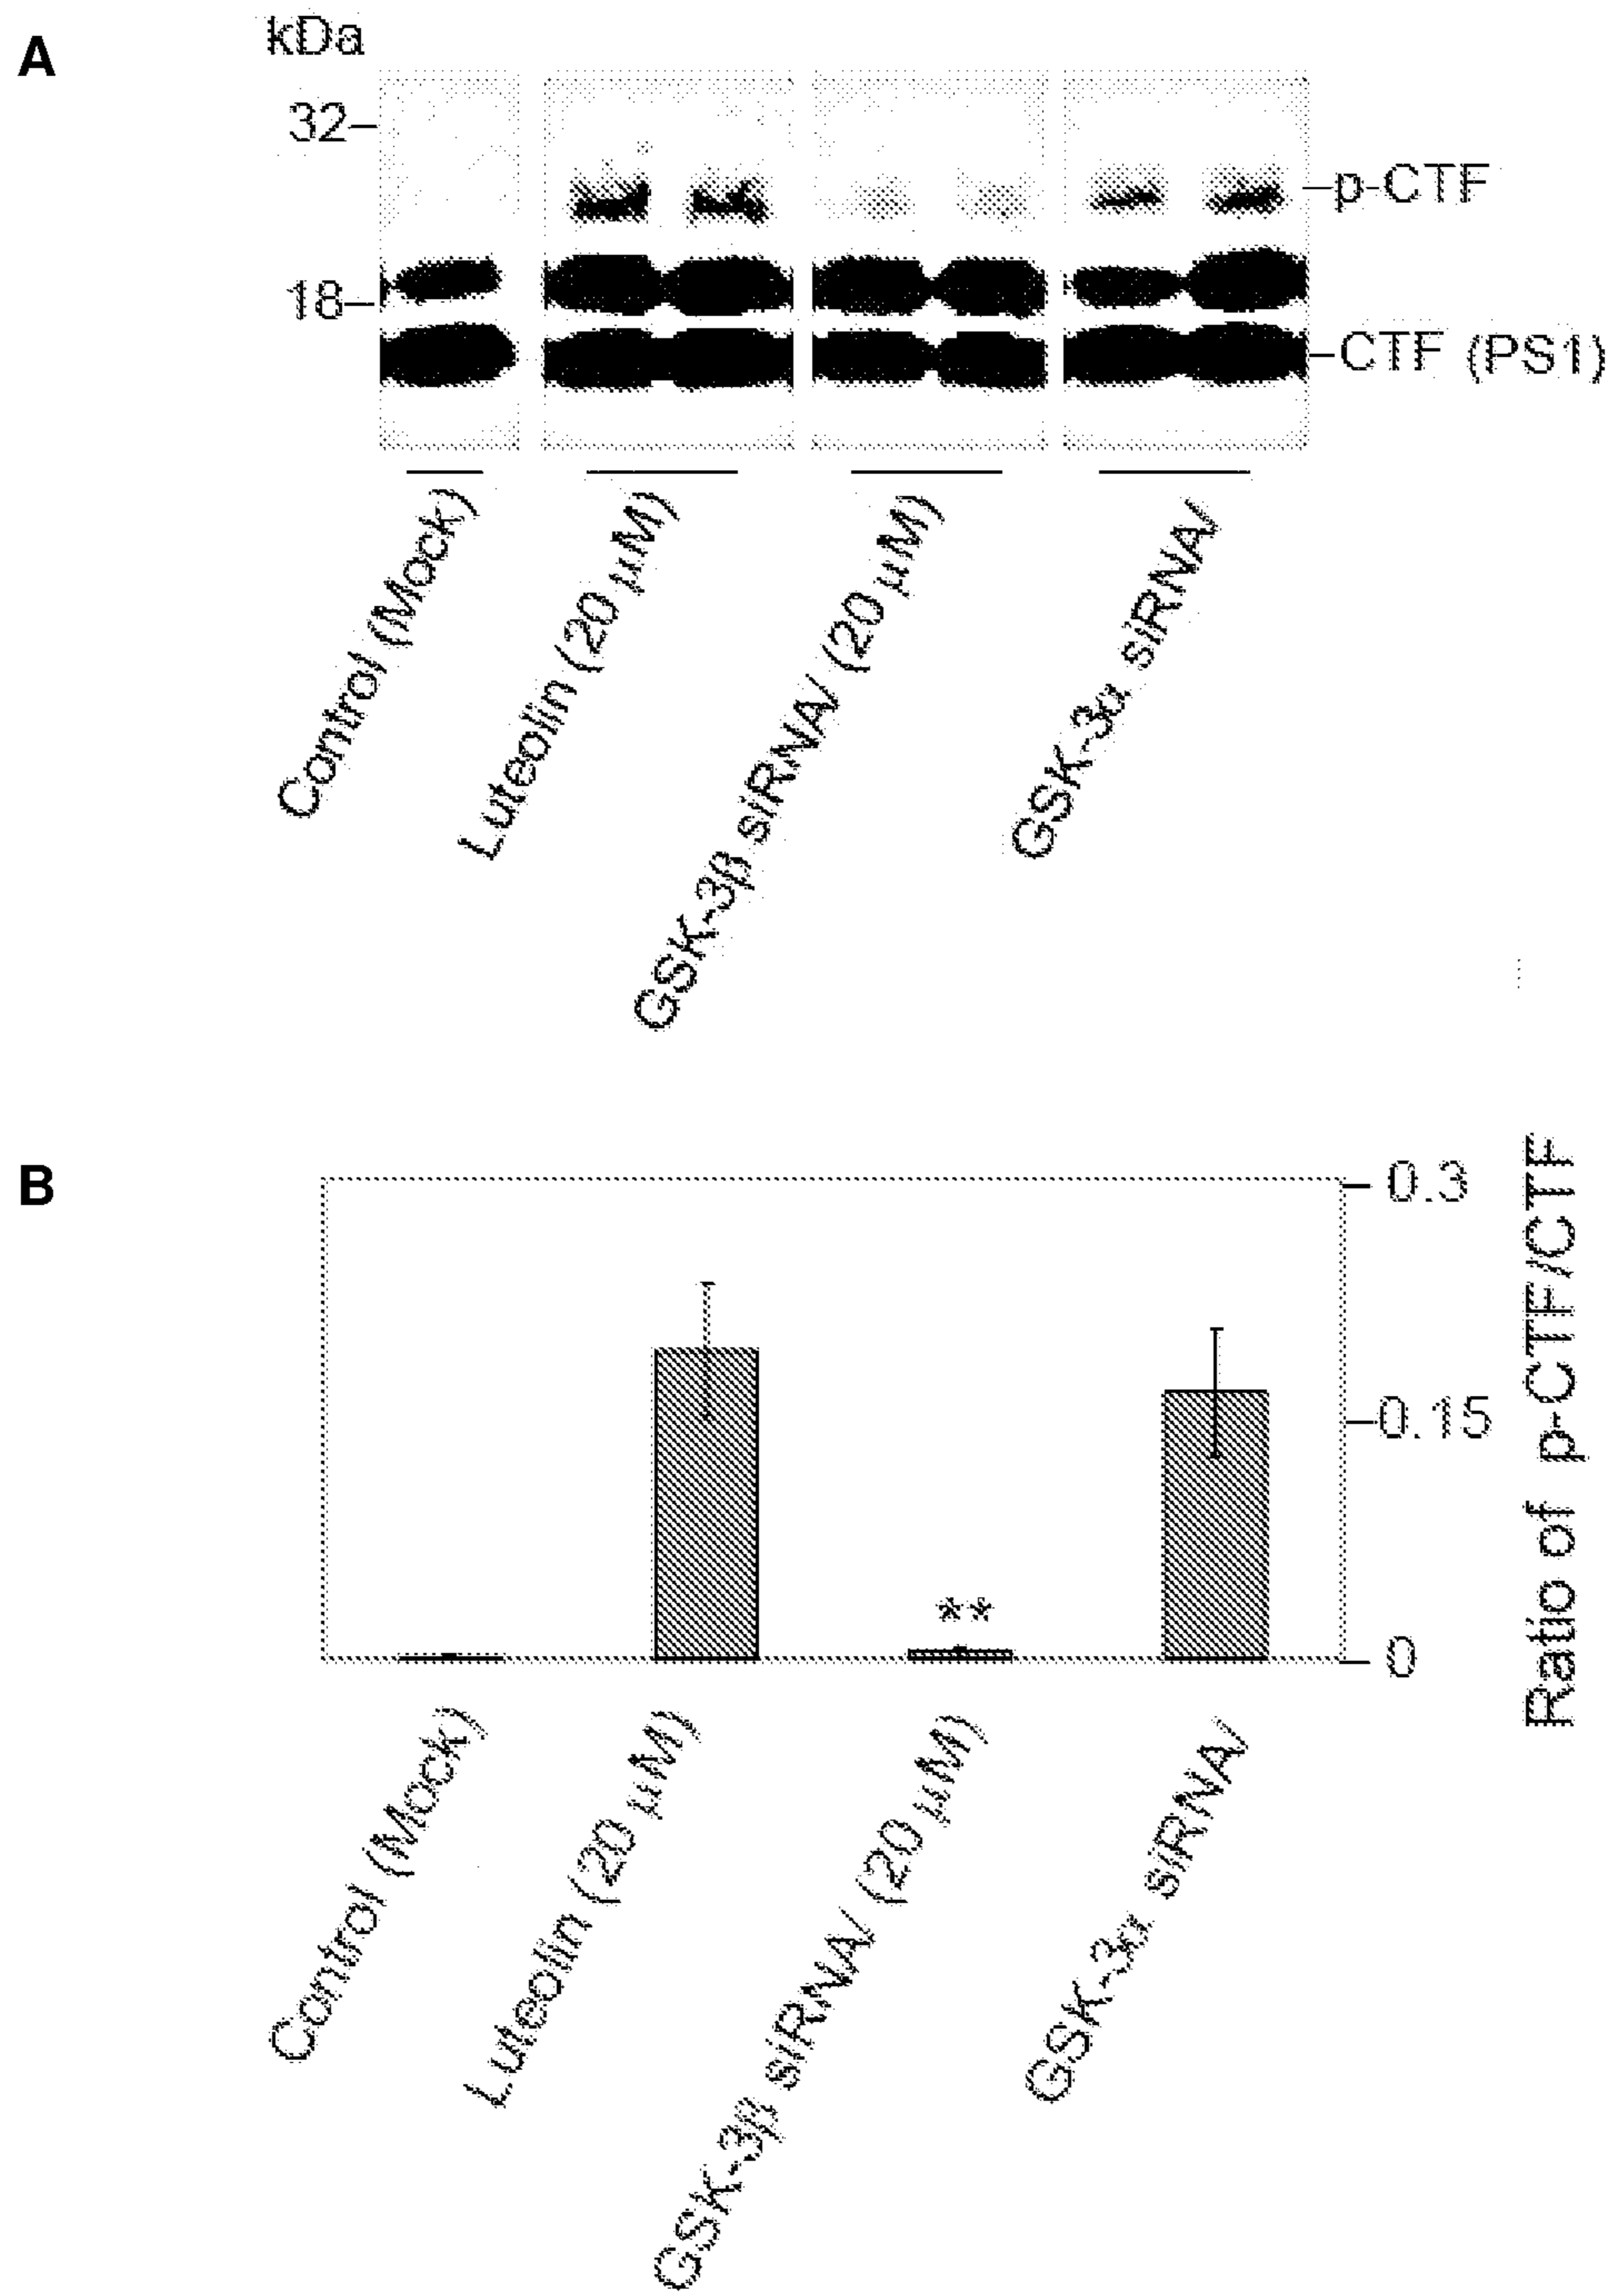 A
kDa
32
p-CTF
18
CTF (PS1)
Control (Mock)
Luteolin (20 µM)
GSK-3β siRNA/ (20 µM)
GSK-3α siRNA/
B
0.3
0.15
0
Ratio of p-CTF/CTF
**
Control (Mock)
Luteolin (20 µM)
GSK-3β siRNA/ (20 µM)
GSK-3α siRNA/